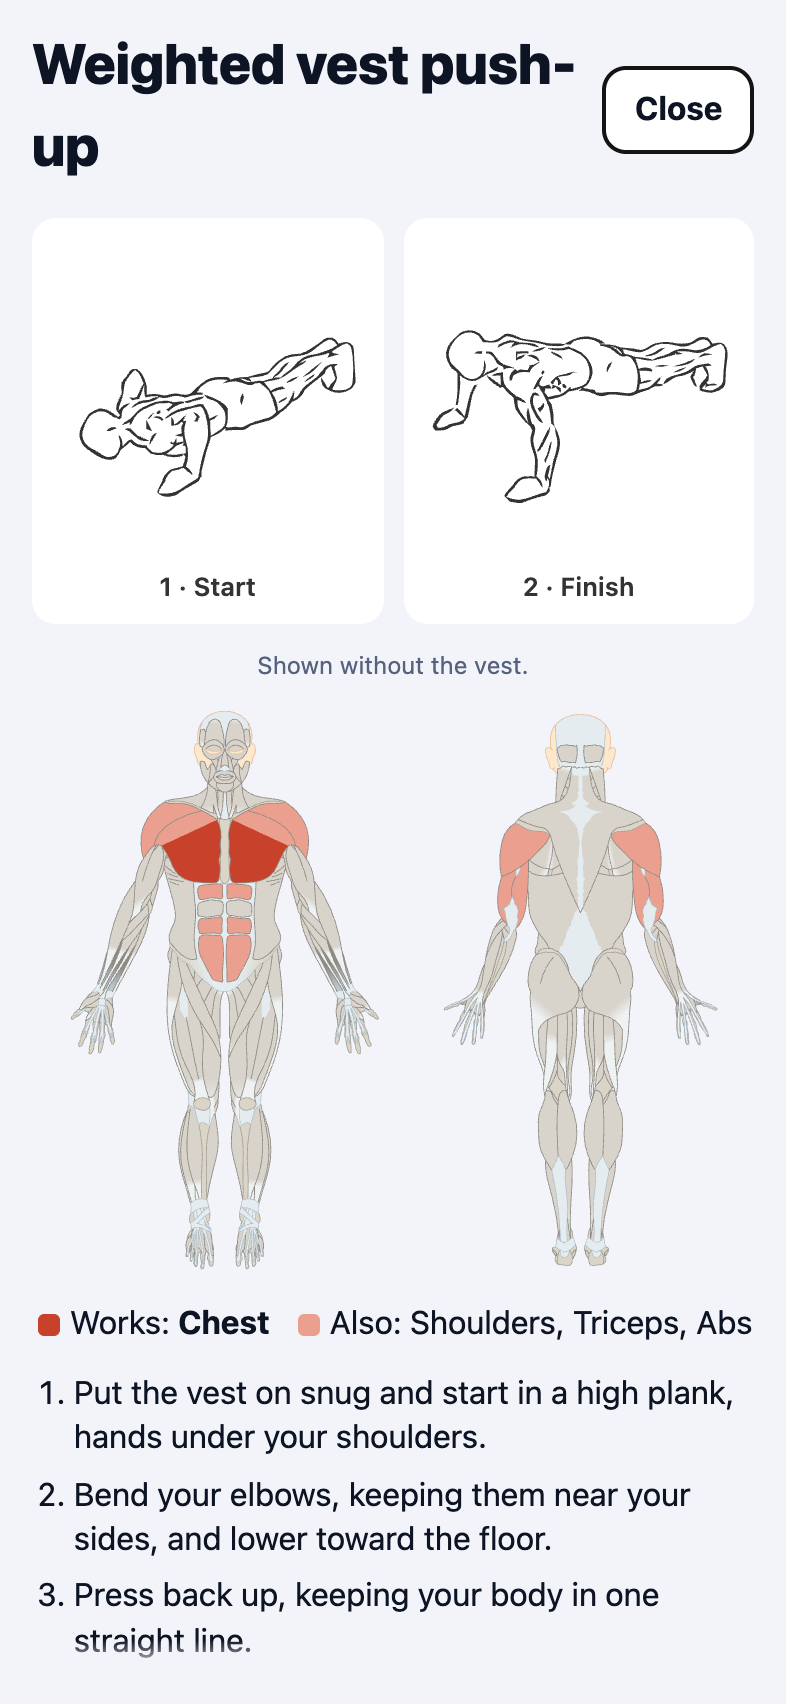 Weighted vest push-
up
Close
1 · Start
2 · Finish
Shown without the vest.
Works: Chest
Also: Shoulders, Triceps, Abs
1. Put the vest on snug and start in a high plank,
hands under your shoulders.
2. Bend your elbows, keeping them near your
sides, and lower toward the floor.
3. Press back up, keeping your body in one
straight line.